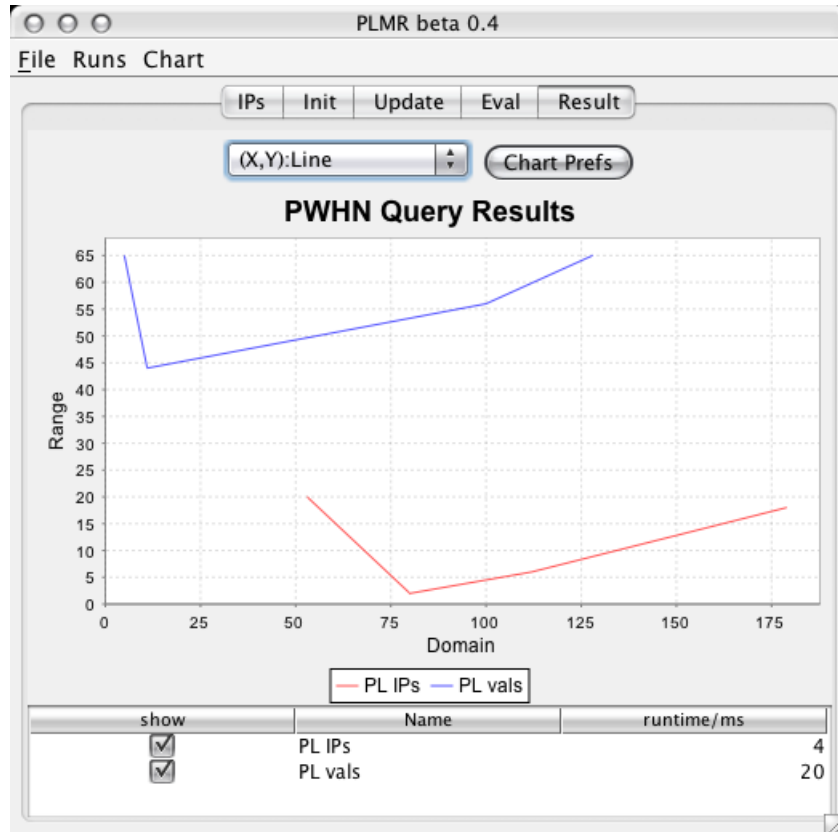 PLMR beta 0.4
File Runs Chart
IPs Init Update Eval Result
(X,Y):Line Chart Prefs
PWHN Query Results
65
60
55
50
45
40
35
30
25
20
15
10
5
0
Range
0 25 50 75 100 125 150 175
Domain
PL IPs PL vals
show Name runtime/ms
PL IPs 4
PL vals 20